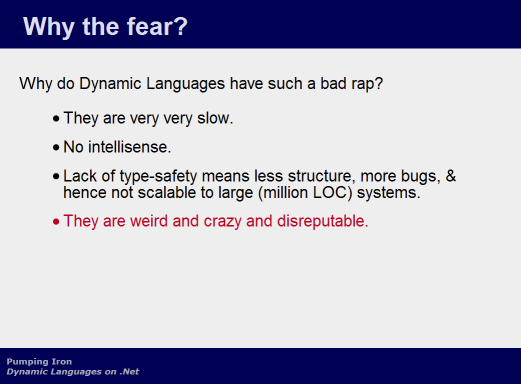 Why the fear?
Why do Dynamic Languages have such a bad rap?
• They are very very slow.
• No intellisense.
• Lack of type-safety means less structure, more bugs, &
hence not scalable to large (million LOC) systems.
• They are weird and crazy and disreputable.
Pumping Iron
Dynamic Languages on .Net